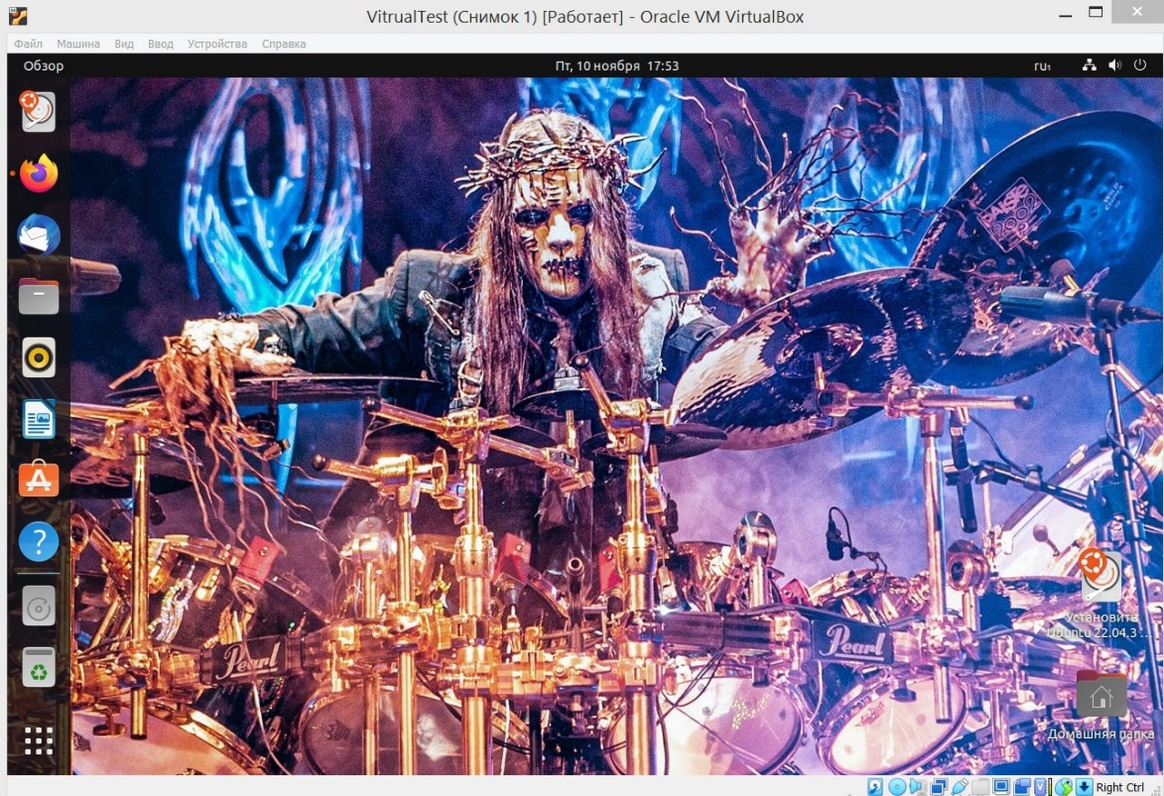 VitrualTest (Снимок 1) [Работает] - Oracle VM VirtualBox
Файл Машина Вид Ввод Устройства Справка
Обзор
Пт, 10 ноября 17:53
ru₁
Pearl
Pearl
Установить
Ubuntu 22.04.3 ...
Домашняя папка
Right Ctrl